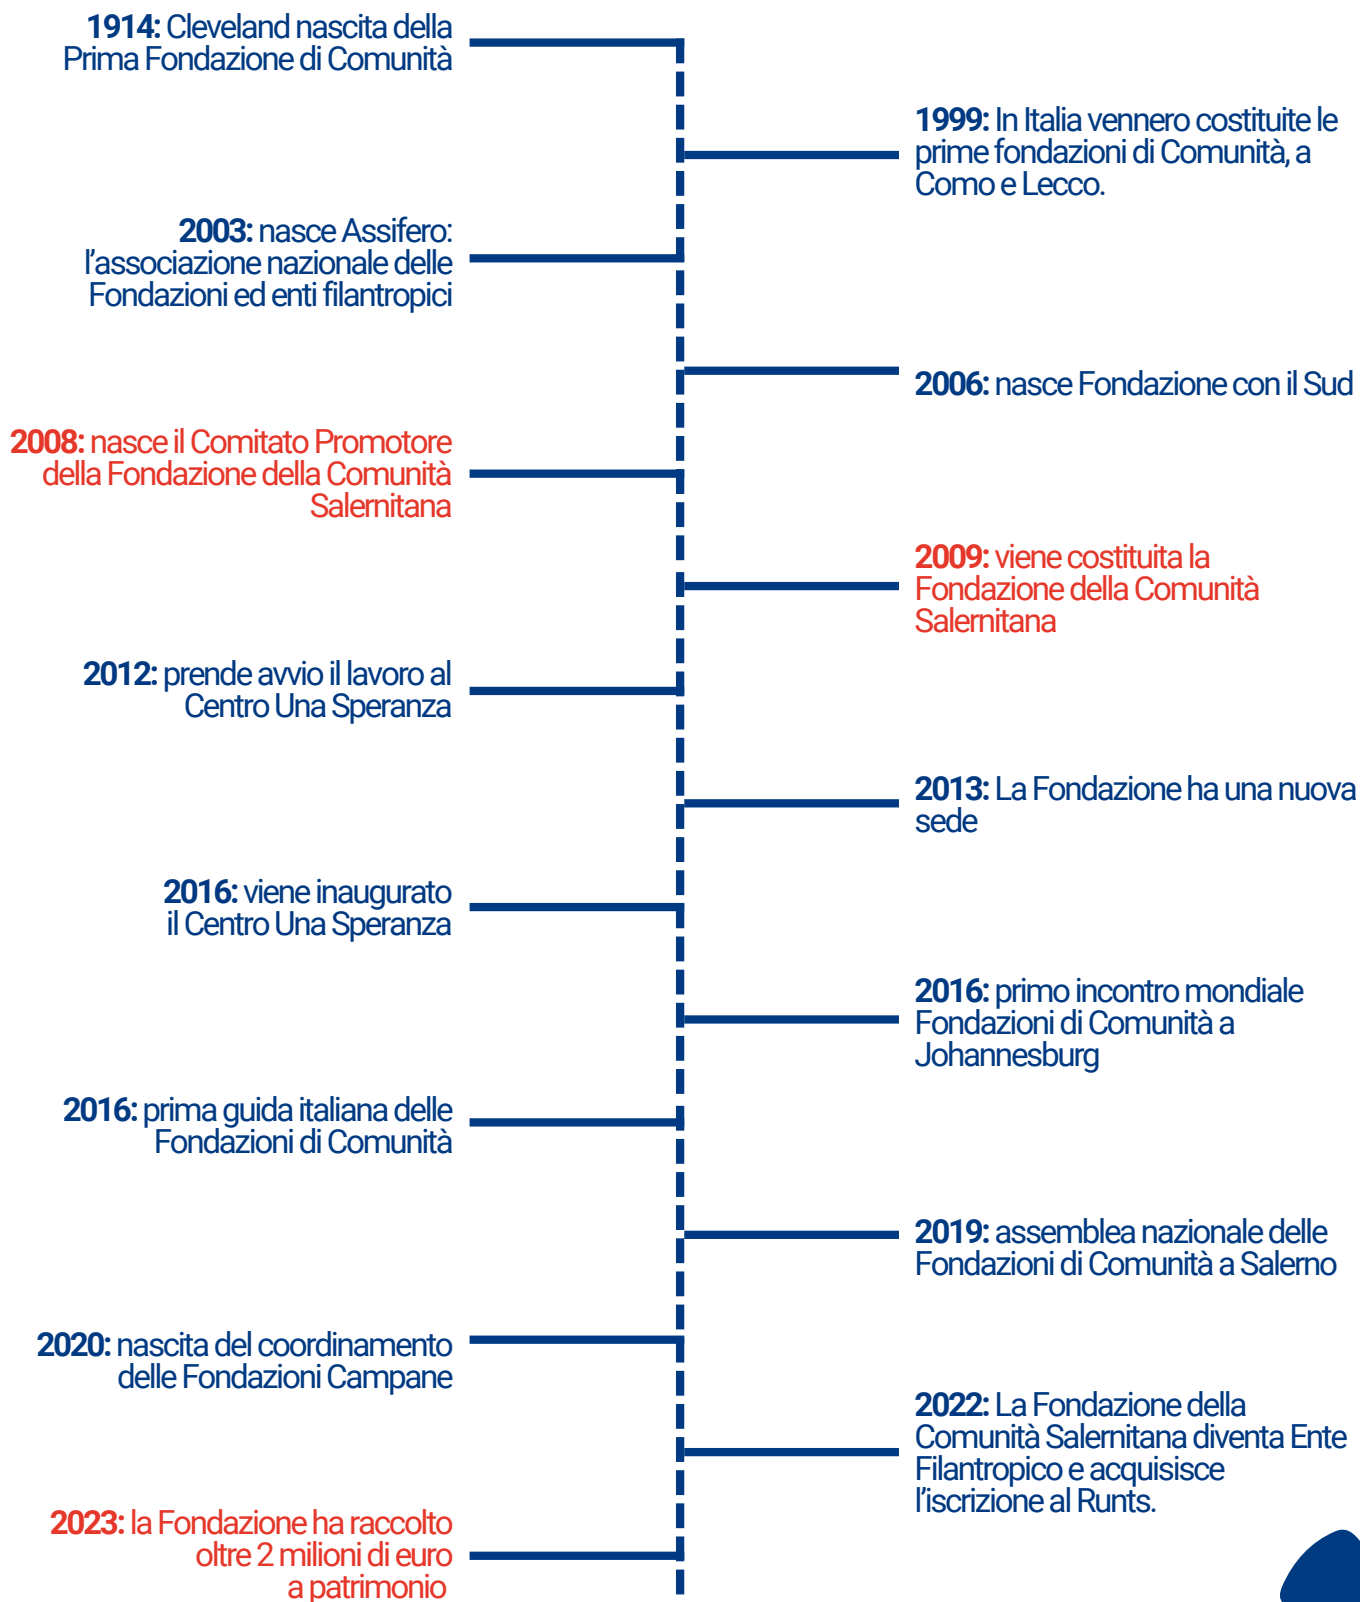 1914: Cleveland nascita della
Prima Fondazione di Comunità
1999: In Italia vennero costituite le
prime fondazioni di Comunità, a
Como e Lecco.
2003: nasce Assifero:
l'associazione nazionale delle
Fondazioni ed enti filantropici
2006: nasce Fondazione con il Sud
2008: nasce il Comitato Promotore
della Fondazione della Comunità
Salernitana
2009: viene costituita la
Fondazione della Comunità
Salernitana
2012: prende avvio il lavoro al
Centro Una Speranza
2013: La Fondazione ha una nuova
sede
2016: viene inaugurato
il Centro Una Speranza
2016: primo incontro mondiale
Fondazioni di Comunità a
Johannesburg
2016: prima guida italiana delle
Fondazioni di Comunità
2019: assemblea nazionale delle
Fondazioni di Comunità a Salerno
2020: nascita del coordinamento
delle Fondazioni Campane
2022: La Fondazione della
Comunità Salernitana diventa Ente
Filantropico e acquisisce
l'iscrizione al Runts.
2023: la Fondazione ha raccolto
oltre 2 milioni di euro
a patrimonio